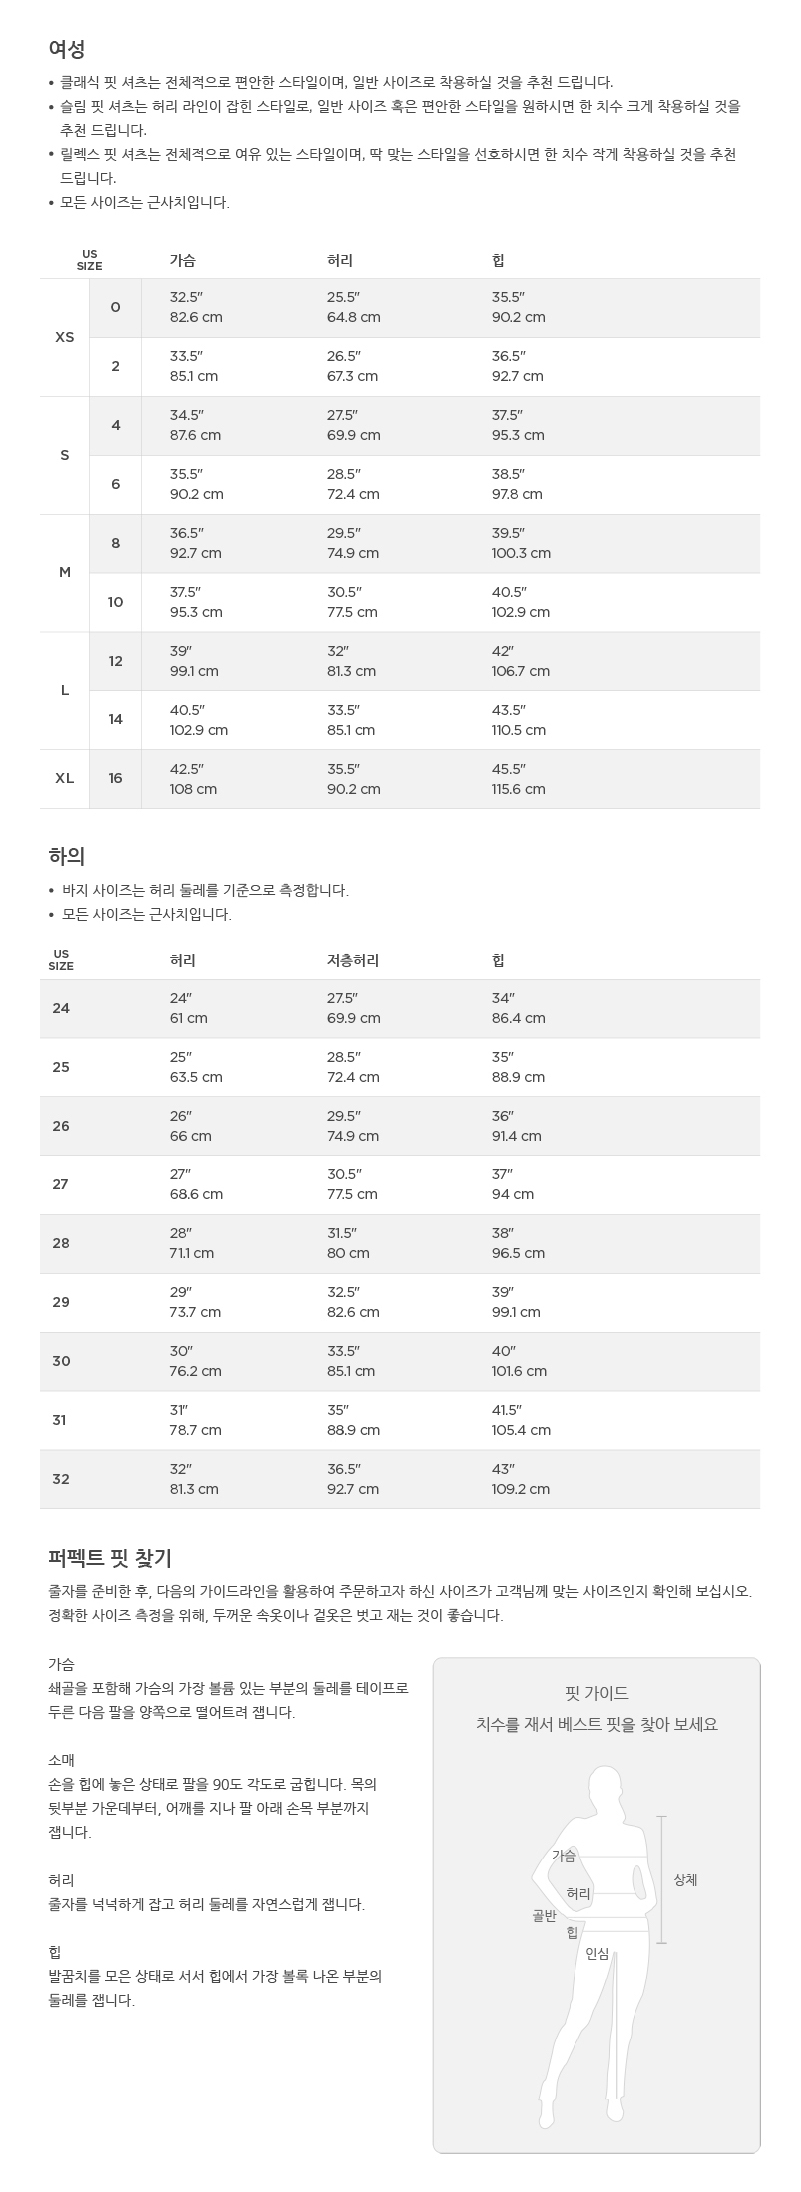 여성
• 클래식 핏 셔츠는 전체적으로 편안한 스타일이며, 일반 사이즈로 착용하실 것을 추천 드립니다.
• 슬림 핏 셔츠는 허리 라인이 잡힌 스타일로, 일반 사이즈 혹은 편안한 스타일을 원하시면 한 치수 크게 착용하실 것을
추천 드립니다.
• 릴렉스 핏 셔츠는 전체적으로 여유 있는 스타일이며, 딱 맞는 스타일을 선호하시면 한 치수 작게 착용하실 것을 추천
드립니다.
• 모든 사이즈는 근사치입니다.
US
SIZE 가슴 허리 힙
XS
0
32.5" 25.5" 35.5"
82.6 cm 64.8 cm 90.2 cm
2
33.5" 26.5" 36.5"
85.1 cm 67.3 cm 92.7 cm
S
4
34.5" 27.5" 37.5"
87.6 cm 69.9 cm 95.3 cm
6
35.5" 28.5" 38.5"
90.2 cm 72.4 cm 97.8 cm
M
8
36.5" 29.5" 39.5"
92.7 cm 74.9 cm 100.3 cm
10
37.5" 30.5" 40.5"
95.3 cm 77.5 cm 102.9 cm
L
12
39" 32" 42"
99.1 cm 81.3 cm 106.7 cm
14
40.5" 33.5" 43.5"
102.9 cm 85.1 cm 110.5 cm
XL
16
42.5" 35.5" 45.5"
108 cm 90.2 cm 115.6 cm
하의
• 바지 사이즈는 허리 둘레를 기준으로 측정합니다.
• 모든 사이즈는 근사치입니다.
US
SIZE 허리 저층허리 힙
24
24" 27.5" 34"
61 cm 69.9 cm 86.4 cm
25
25" 28.5" 35"
63.5 cm 72.4 cm 88.9 cm
26
26" 29.5" 36"
66 cm 74.9 cm 91.4 cm
27
27" 30.5" 37"
68.6 cm 77.5 cm 94 cm
28
28" 31.5" 38"
71.1 cm 80 cm 96.5 cm
29
29" 32.5" 39"
73.7 cm 82.6 cm 99.1 cm
30
30" 33.5" 40"
76.2 cm 85.1 cm 101.6 cm
31
31" 35" 41.5"
78.7 cm 88.9 cm 105.4 cm
32
32" 36.5" 43"
81.3 cm 92.7 cm 109.2 cm
퍼펙트 핏 찾기
줄자를 준비한 후, 다음의 가이드라인을 활용하여 주문하고자 하신 사이즈가 고객님께 맞는 사이즈인지 확인해 보십시오.
정확한 사이즈 측정을 위해, 두꺼운 속옷이나 겉옷은 벗고 재는 것이 좋습니다.
가슴
쇄골을 포함해 가슴의 가장 볼륨 있는 부분의 둘레를 테이프로
두른 다음 팔을 양쪽으로 떨어트려 잽니다.
소매
손을 힙에 놓은 상태로 팔을 90도 각도로 굽힙니다. 목의
뒷부분 가운데부터, 어깨를 지나 팔 아래 손목 부분까지
잽니다.
허리
줄자를 넉넉하게 잡고 허리 둘레를 자연스럽게 잽니다.
힙
발꿈치를 모은 상태로 서서 힙에서 가장 볼록 나온 부분의
둘레를 잽니다.
핏 가이드
치수를 재서 베스트 핏을 찾아 보세요
가슴
상체
허리
골반
힙
인심